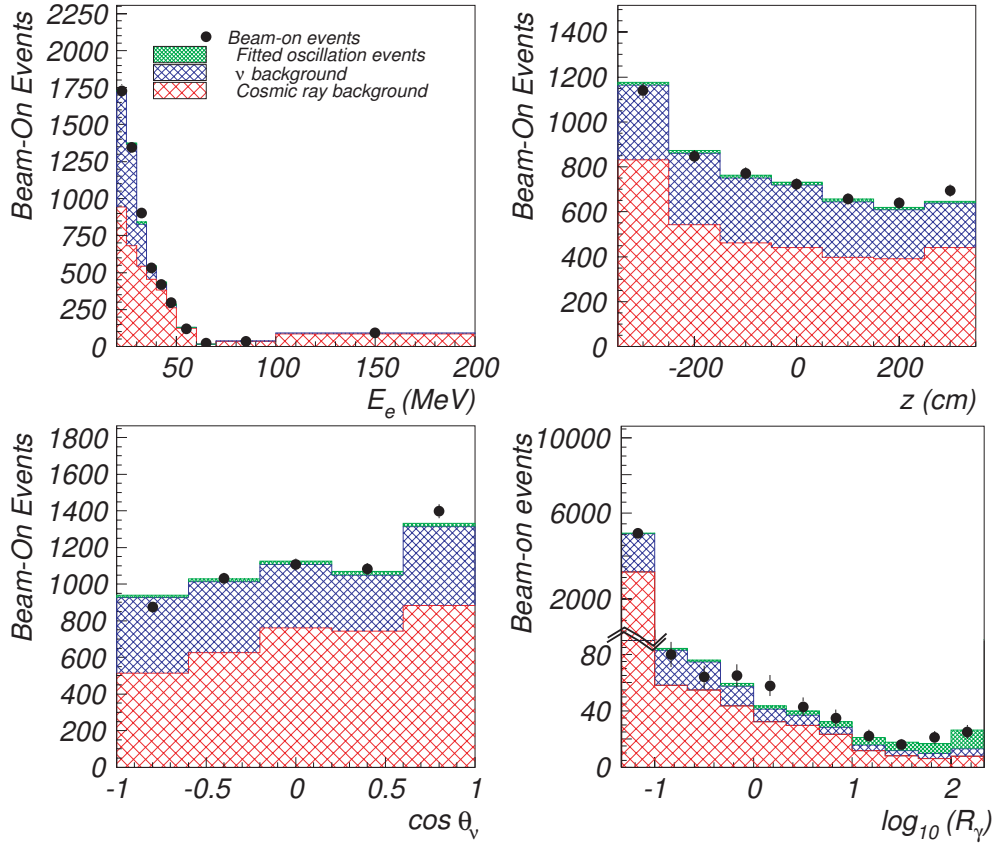 Beam-On Events
2250
2000
1750
1500
1250
1000
750
500
250
0
Beam-on events
Fitted oscillation events
ν background
Cosmic ray background
50 100 150 200
E_e (MeV)
Beam-On Events
1400
1200
1000
800
600
400
200
0
-200 0 200
z (cm)
Beam-On Events
1800
1600
1400
1200
1000
800
600
400
200
0
-1 -0.5 0 0.5 1
cos θ_ν
Beam-on events
10000
6000
2000
80
40
0
-1 0 1 2
log₁₀ (R_γ)